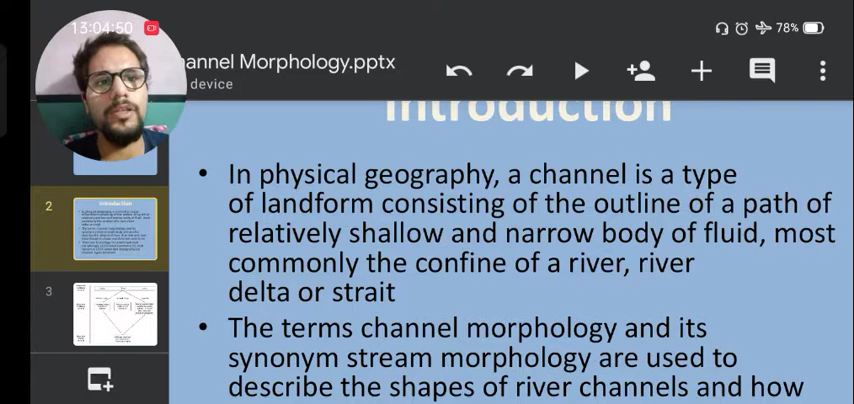 13:04:50
78%
annel Morphology.pptx
device
Introduction
2
3
• In physical geography, a channel is a type
of landform consisting of the outline of a path of
relatively shallow and narrow body of fluid, most
commonly the confine of a river, river
delta or strait
• The terms channel morphology and its
synonym stream morphology are used to
describe the shapes of river channels and how